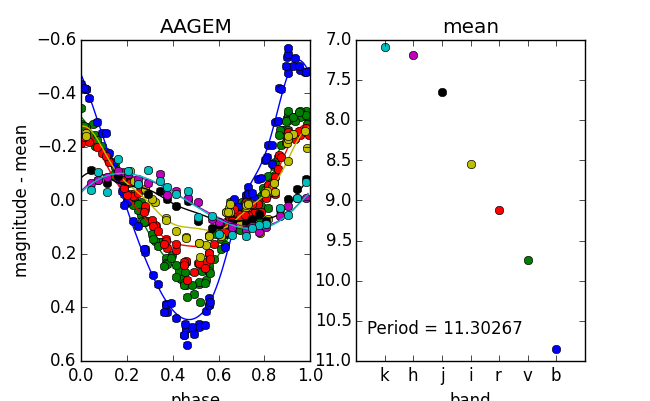 AAGEM
mean
−0.6
−0.4
−0.2
0.0
0.2
0.4
0.6
magnitude - mean
0.0 0.2 0.4 0.6 0.8 1.0
phase
7.0
7.5
8.0
8.5
9.0
9.5
10.0
10.5
11.0
Period = 11.30267
k h j i r v b
band